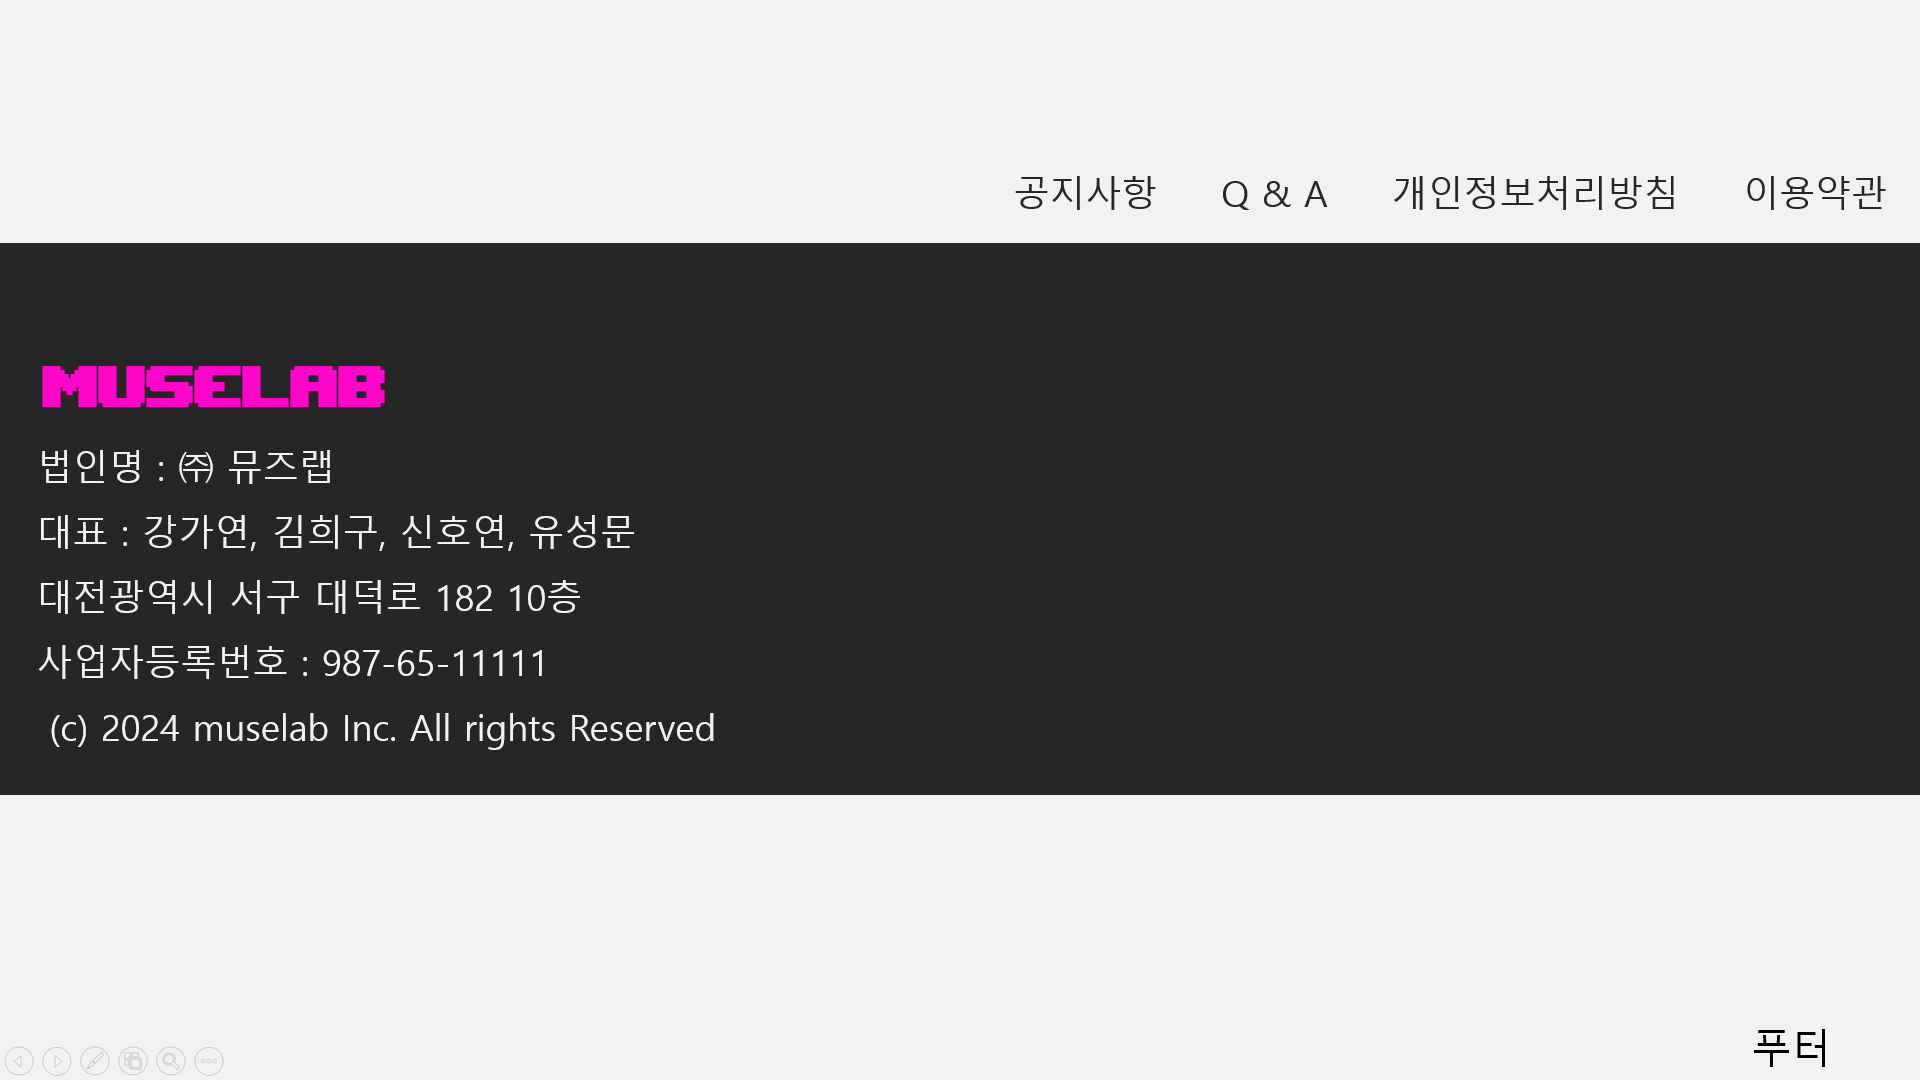 공지사항 Q & A 개인정보처리방침 이용약관
MUSELAB
법인명 : ㈜ 뮤즈랩
대표 : 강가연, 김희구, 신호연, 유성문
대전광역시 서구 대덕로 182 10층
사업자등록번호 : 987-65-11111
(c) 2024 muselab Inc. All rights Reserved
푸터